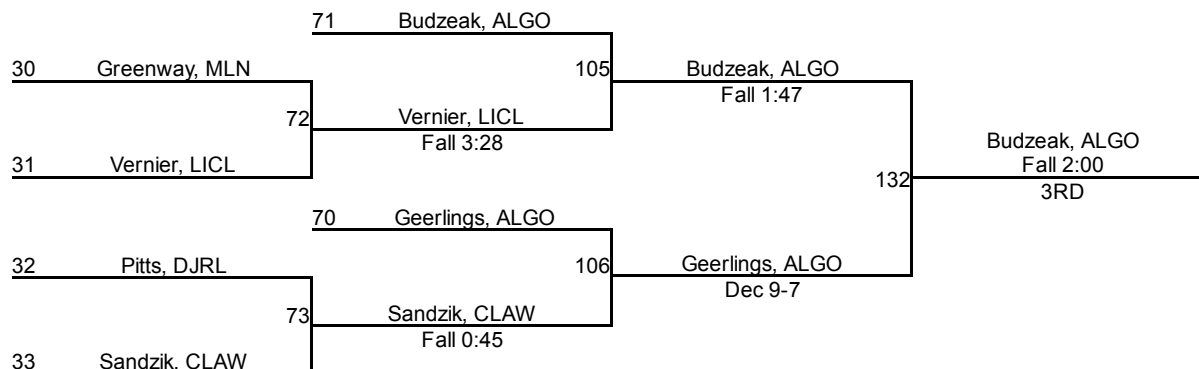 71 Budzeak, ALGO
30 Greenway, MLN
105 Budzeak, ALGO
Fall 1:47
72 Vernier, LICL
Fall 3:28
31 Vernier, LICL
Budzeak, ALGO
132 Fall 2:00
3RD
70 Geerlings, ALGO
32 Pitts, DJRL
106 Geerlings, ALGO
Dec 9-7
73 Sandzik, CLAW
Fall 0:45
33 Sandzik, CLAW